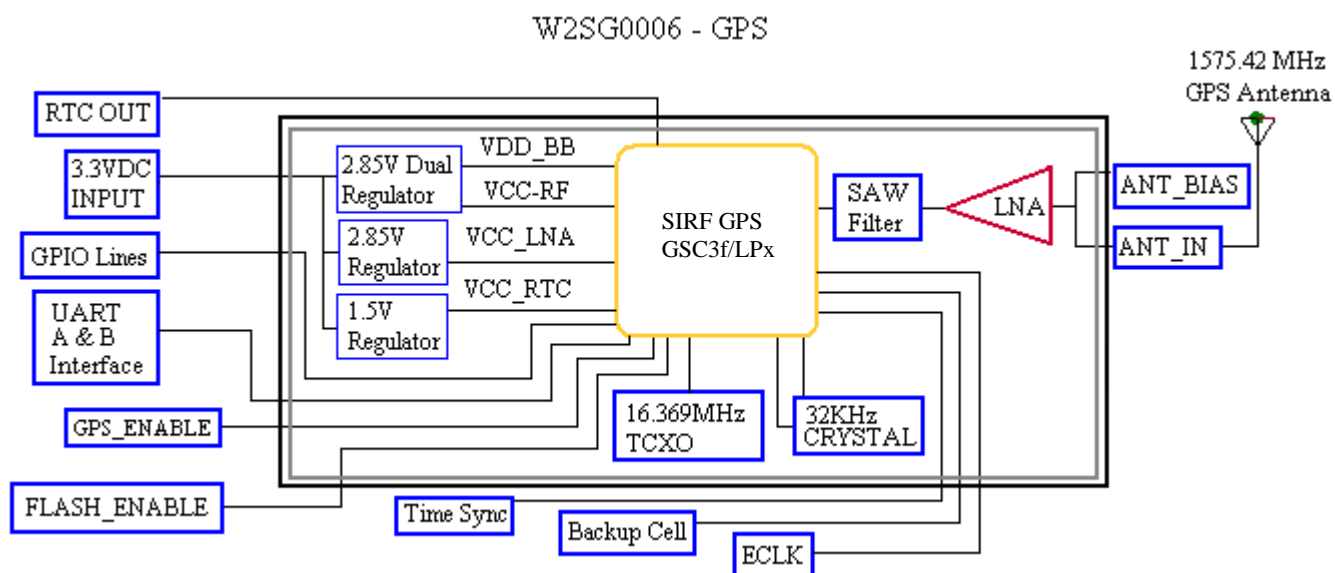 W2SG0006 - GPS
1575.42 MHz
GPS Antenna
RTC OUT
3.3VDC
INPUT
GPIO Lines
UART
A & B
Interface
GPS_ENABLE
FLASH_ENABLE
2.85V Dual
Regulator
2.85V
Regulator
1.5V
Regulator
VDD_BB
VCC-RF
VCC_LNA
VCC_RTC
SIRF GPS
GSC3f/LPx
SAW
Filter
LNA
ANT_BIAS
ANT_IN
16.369MHz
TCXO
32KHz
CRYSTAL
Time Sync
Backup Cell
ECLK